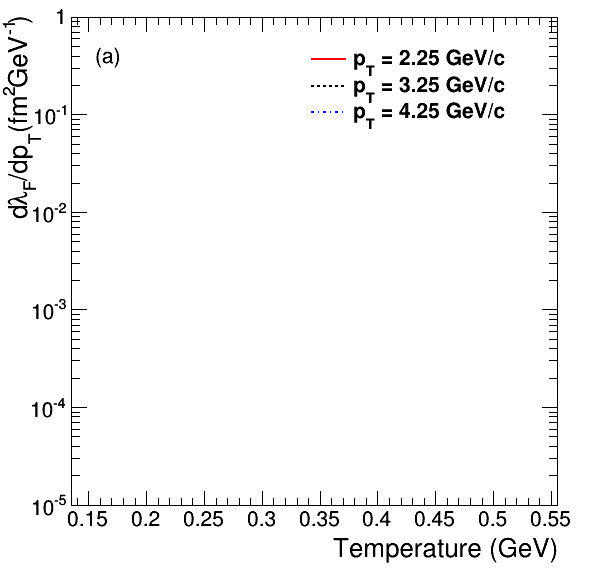 dλ_F/dp_T(fm²GeV⁻¹)
1
10⁻¹
10⁻²
10⁻³
10⁻⁴
10⁻⁵
(a)
p_T = 2.25 GeV/c
p_T = 3.25 GeV/c
p_T = 4.25 GeV/c
0.15 0.2 0.25 0.3 0.35 0.4 0.45 0.5 0.55
Temperature (GeV)